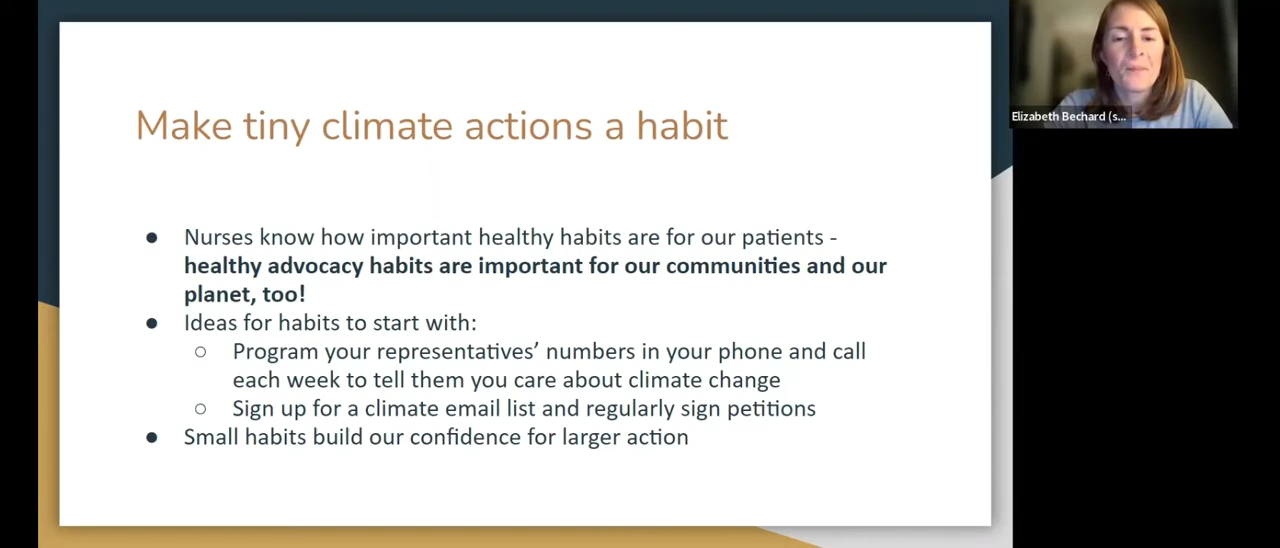 Make tiny climate actions a habit
● Nurses know how important healthy habits are for our patients -
healthy advocacy habits are important for our communities and our
planet, too!
● Ideas for habits to start with:
○ Program your representatives’ numbers in your phone and call
each week to tell them you care about climate change
○ Sign up for a climate email list and regularly sign petitions
● Small habits build our confidence for larger action
Elizabeth Bechard (s...